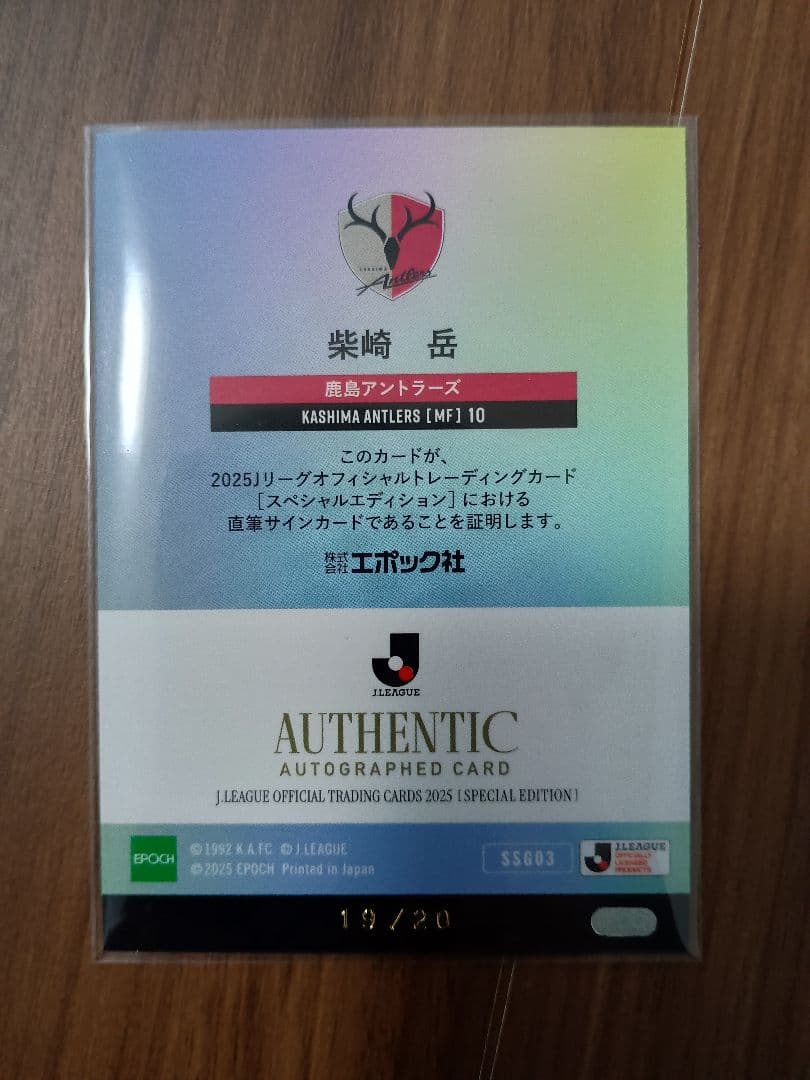 KASHIMA
Antlers
柴崎 岳
鹿島アントラーズ
KASHIMA ANTLERS [MF] 10
このカードが、
2025Jリーグオフィシャルトレーディングカード
[スペシャルエディション] における
直筆サインカードであることを証明します。
株式会社エポック社
J.LEAGUE
AUTHENTIC
AUTOGRAPHED CARD
J.LEAGUE OFFICIAL TRADING CARDS 2025 [SPECIAL EDITION]
EPOCH
©1992 K.A.FC ©J.LEAGUE
©2025 EPOCH Printed in Japan
SSG03
J.LEAGUE
OFFICIALLY
LICENSED
PRODUCTS
19/20